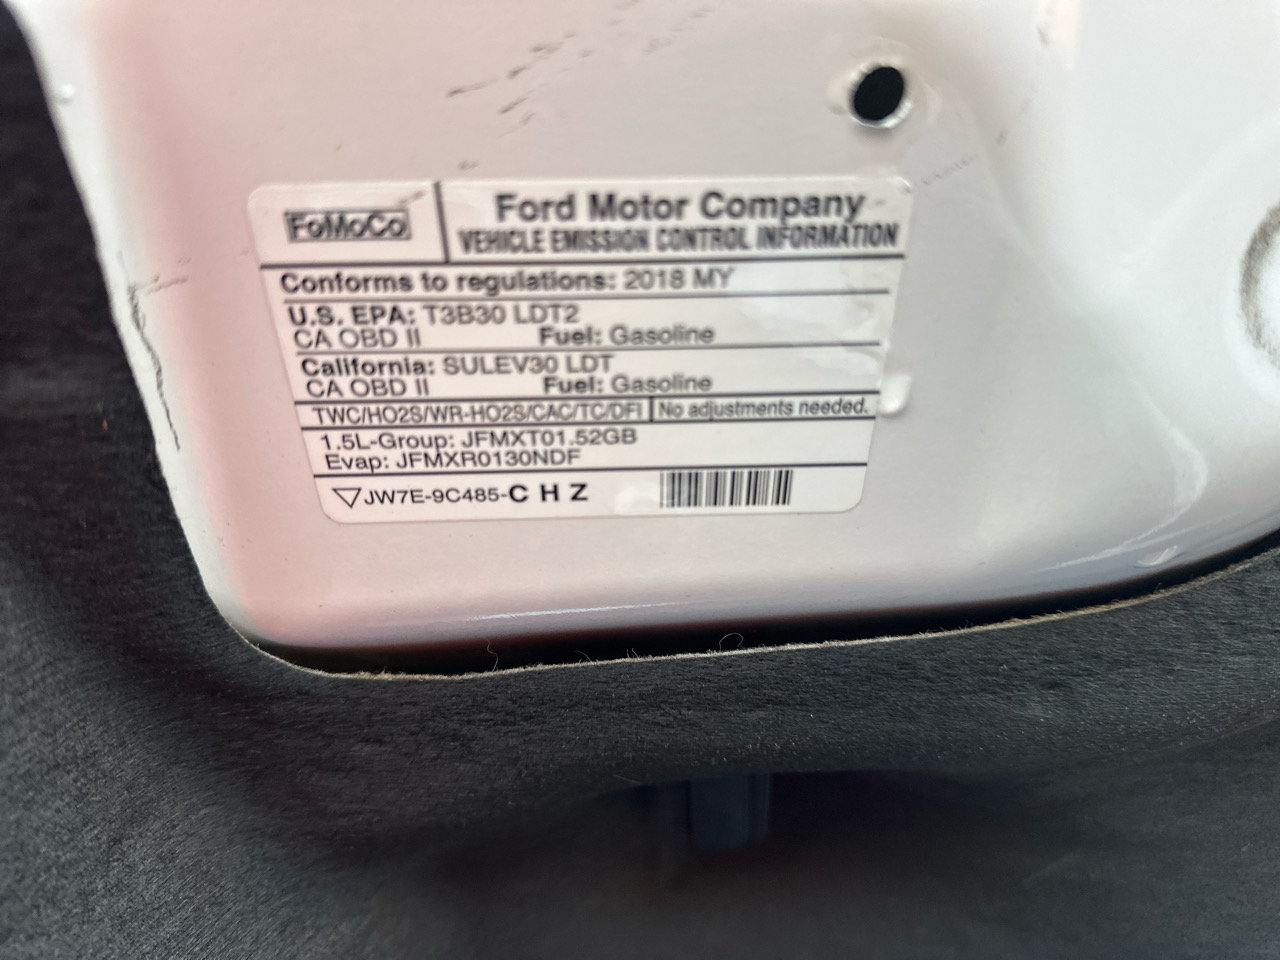 FoMoCo
Ford Motor Company
VEHICLE EMISSION CONTROL INFORMATION
Conforms to regulations: 2018 MY
U.S. EPA: T3B30 LDT2
CA OBD II Fuel: Gasoline
California: SULEV30 LDT
CA OBD II Fuel: Gasoline
TWC/HO2S/WR-HO2S/CAC/TC/DFI No adjustments needed.
1.5L-Group: JFMXT01.52GB
Evap: JFMXR0130NDF
JW7E-9C485-C H Z